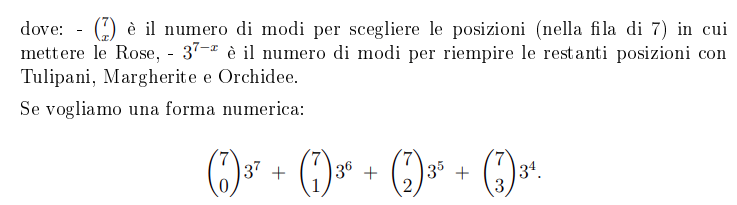 dove: - $\binom{7}{x}$ è il numero di modi per scegliere le posizioni (nella fila di 7) in cui
mettere le Rose, - $3^{7-x}$ è il numero di modi per riempire le restanti posizioni con
Tulipani, Margherite e Orchidee.
Se vogliamo una forma numerica:
$$\binom{7}{0}3^7 + \binom{7}{1}3^6 + \binom{7}{2}3^5 + \binom{7}{3}3^4.$$